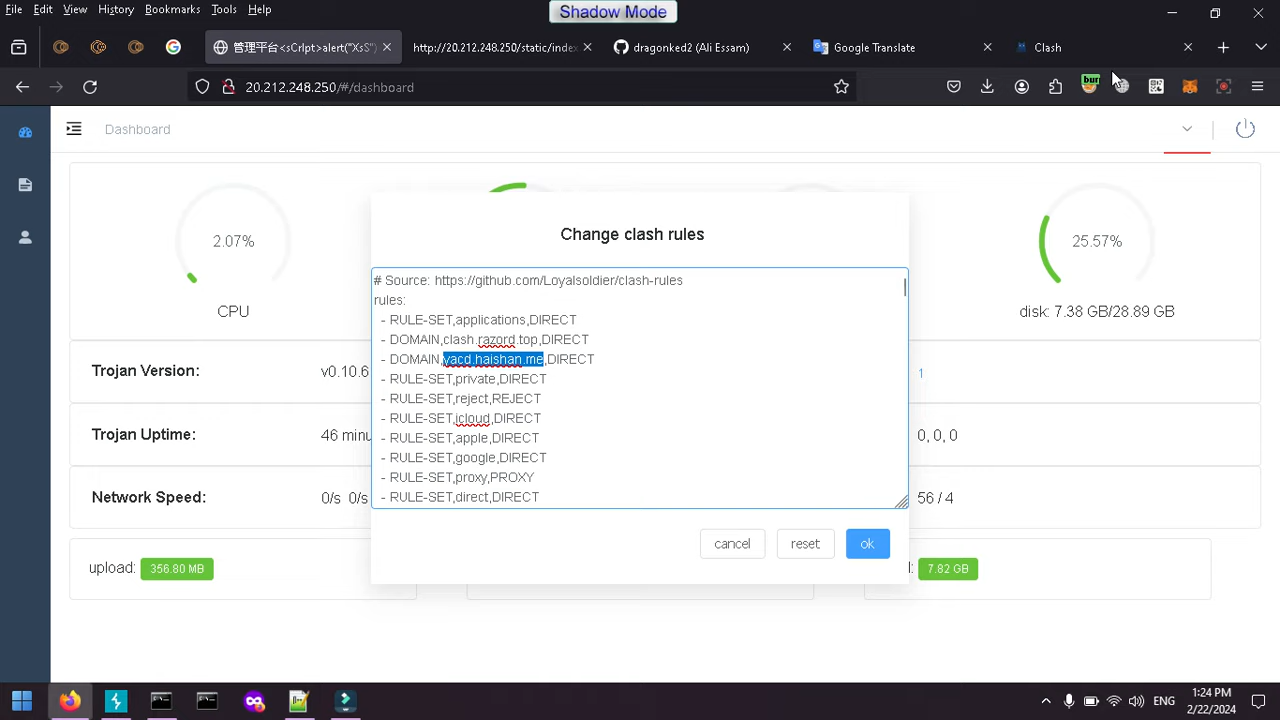 Shadow Mode
File Edit View History Bookmarks Tools Help
管理平台<sCrIpt>alert("XsS")
http://20.212.248.250/static/index
dragonked2 (Ali Essam)
Google Translate
Clash
20.212.248.250/#/dashboard
bur
Dashboard
2.07%
25.57%
CPU
disk: 7.38 GB/28.89 GB
Change clash rules
# Source: https://github.com/Loyalsoldier/clash-rules
rules:
- RULE-SET,applications,DIRECT
- DOMAIN,clash.razord.top,DIRECT
- DOMAIN,yacd.haishan.me,DIRECT
- RULE-SET,private,DIRECT
- RULE-SET,reject,REJECT
- RULE-SET,icloud,DIRECT
- RULE-SET,apple,DIRECT
- RULE-SET,google,DIRECT
- RULE-SET,proxy,PROXY
- RULE-SET,direct,DIRECT
cancel reset ok
Trojan Version: v0.10.6
1
Trojan Uptime: 46 minu
0, 0, 0
Network Speed: 0/s 0/s
56 / 4
upload: 356.80 MB
7.82 GB
ENG
1:24 PM
2/22/2024